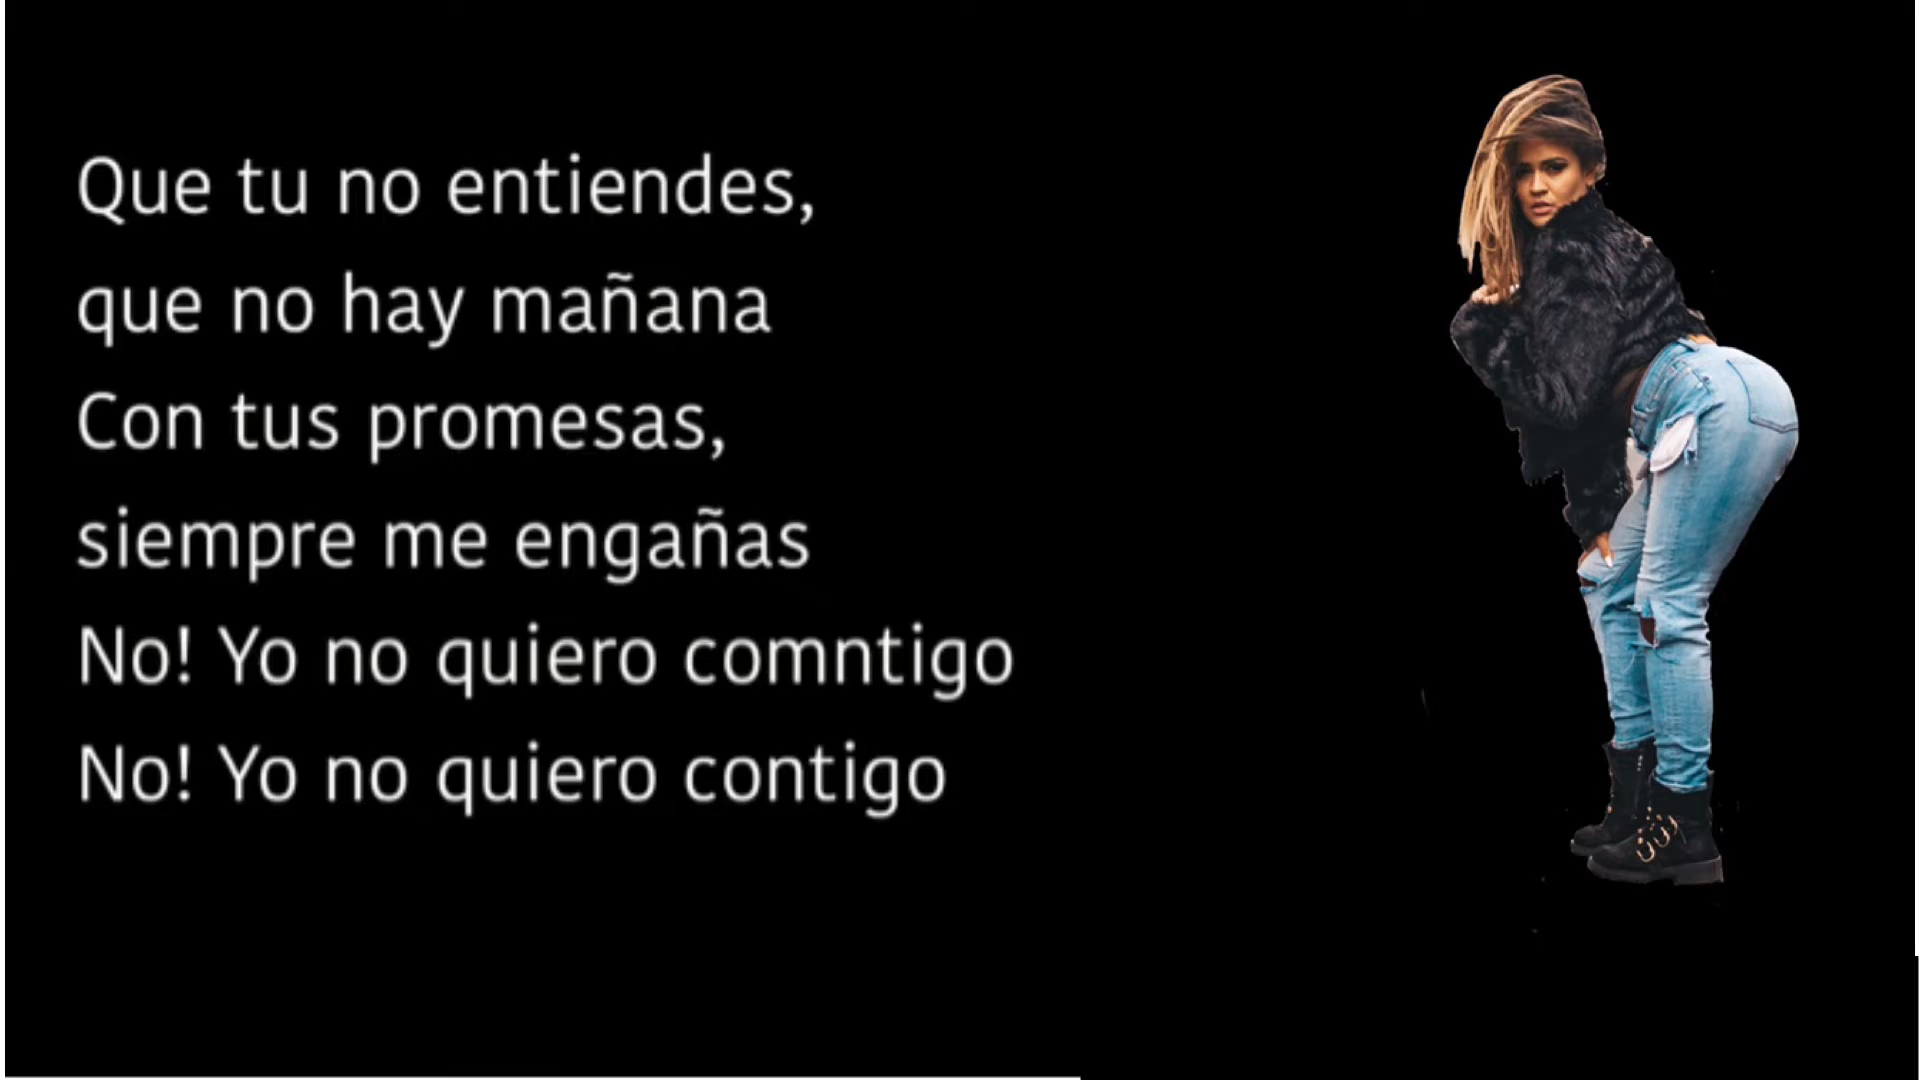 Que tu no entiendes,
que no hay mañana
Con tus promesas,
siempre me engañas
No! Yo no quiero comntigo
No! Yo no quiero contigo